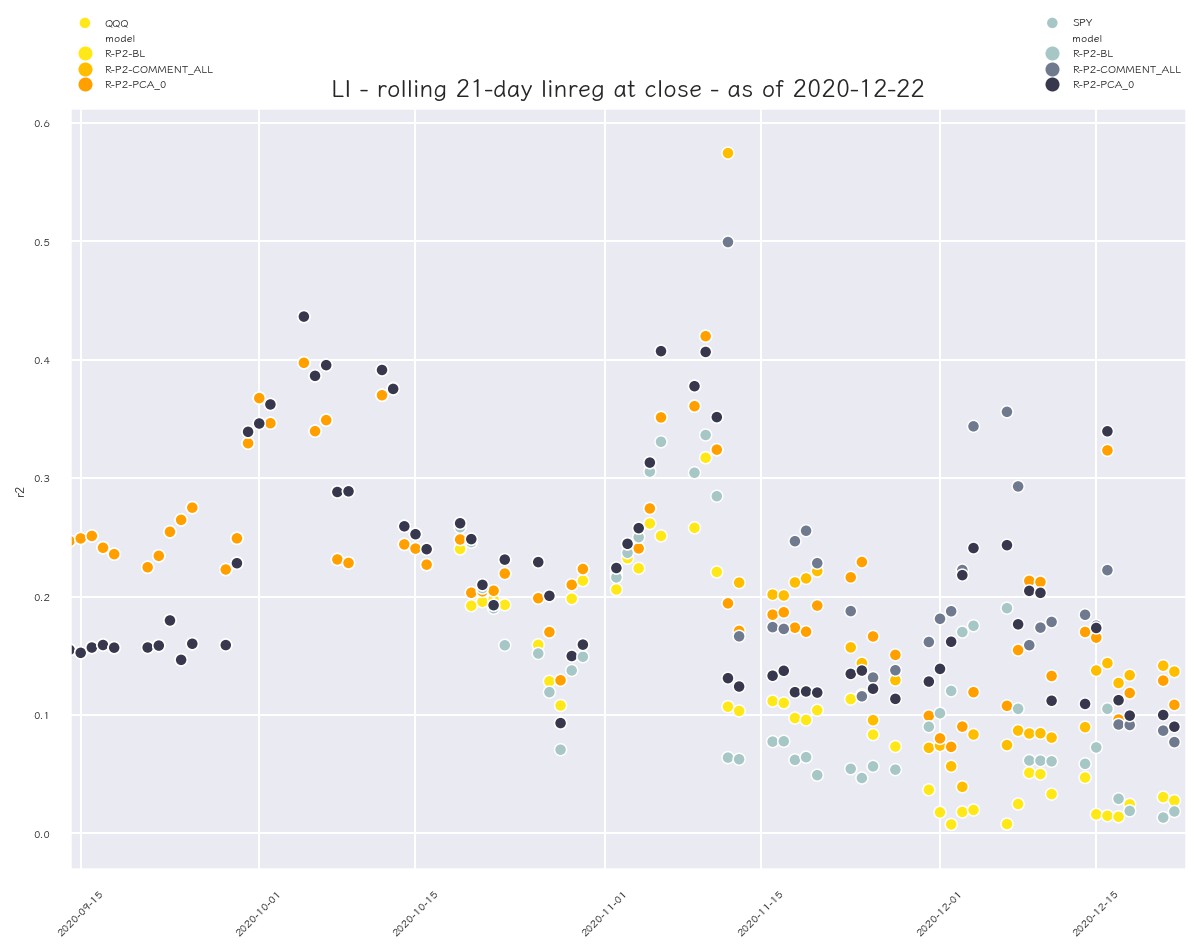 QQQ
model
R-P2-BL
R-P2-COMMENT_ALL
R-P2-PCA_0
SPY
model
R-P2-BL
R-P2-COMMENT_ALL
R-P2-PCA_0
LI - rolling 21-day linreg at close - as of 2020-12-22
0.6
0.5
0.4
0.3
0.2
0.1
0.0
r2
2020-09-15
2020-10-01
2020-10-15
2020-11-01
2020-11-15
2020-12-01
2020-12-15